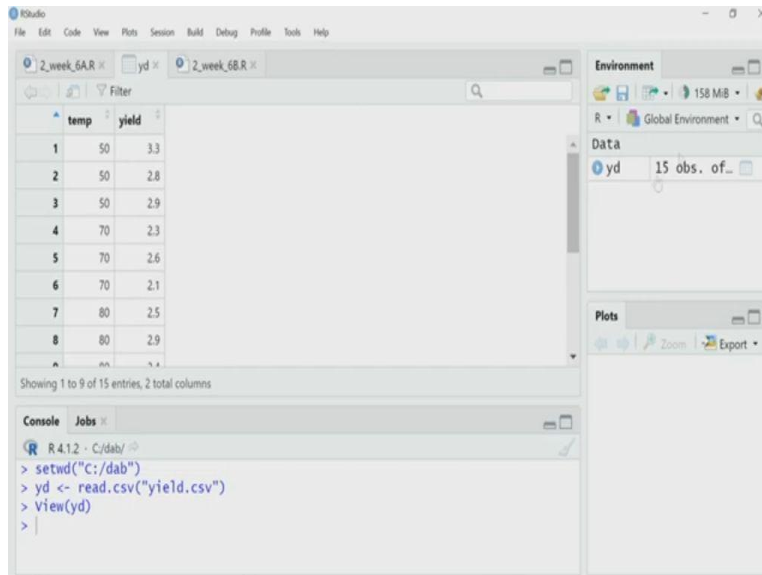 RStudio
File Edit Code View Plots Session Build Debug Profile Tools Help
2_week_6A.R yd 2_week_6B.R
Filter
temp yield
1 50 3.3
2 50 2.8
3 50 2.9
4 70 2.3
5 70 2.6
6 70 2.1
7 80 2.5
8 80 2.9
Showing 1 to 9 of 15 entries, 2 total columns
Console Jobs
R 4.1.2 · C:/dab/
> setwd("C:/dab")
> yd <- read.csv("yield.csv")
> View(yd)
>
Environment
158 MiB
R Global Environment
Data
yd 15 obs. of…
Plots
Zoom Export